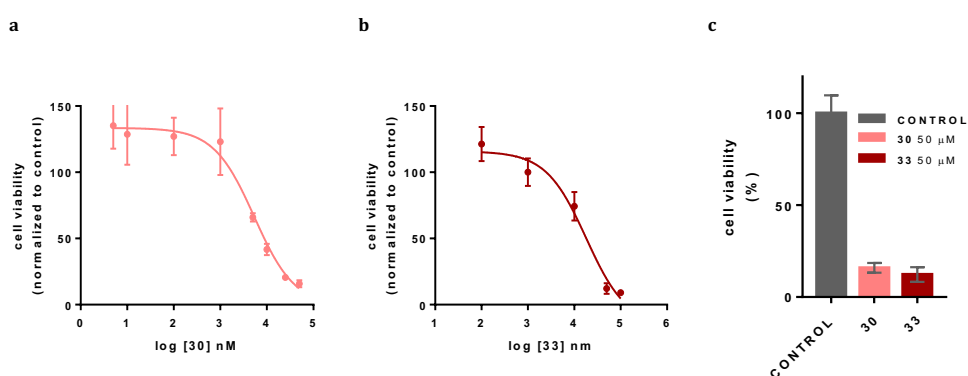 a
b
c
cell viability
(normalized to control)
150
100
50
0
0
1
2
3
4
5
log [30] nM
cell viability
(normalized to control)
150
100
50
0
1
2
3
4
5
6
log [33] nm
cell viability
(%)
100
50
0
CONTROL
30
33
CONTROL
30 50 µM
33 50 µM